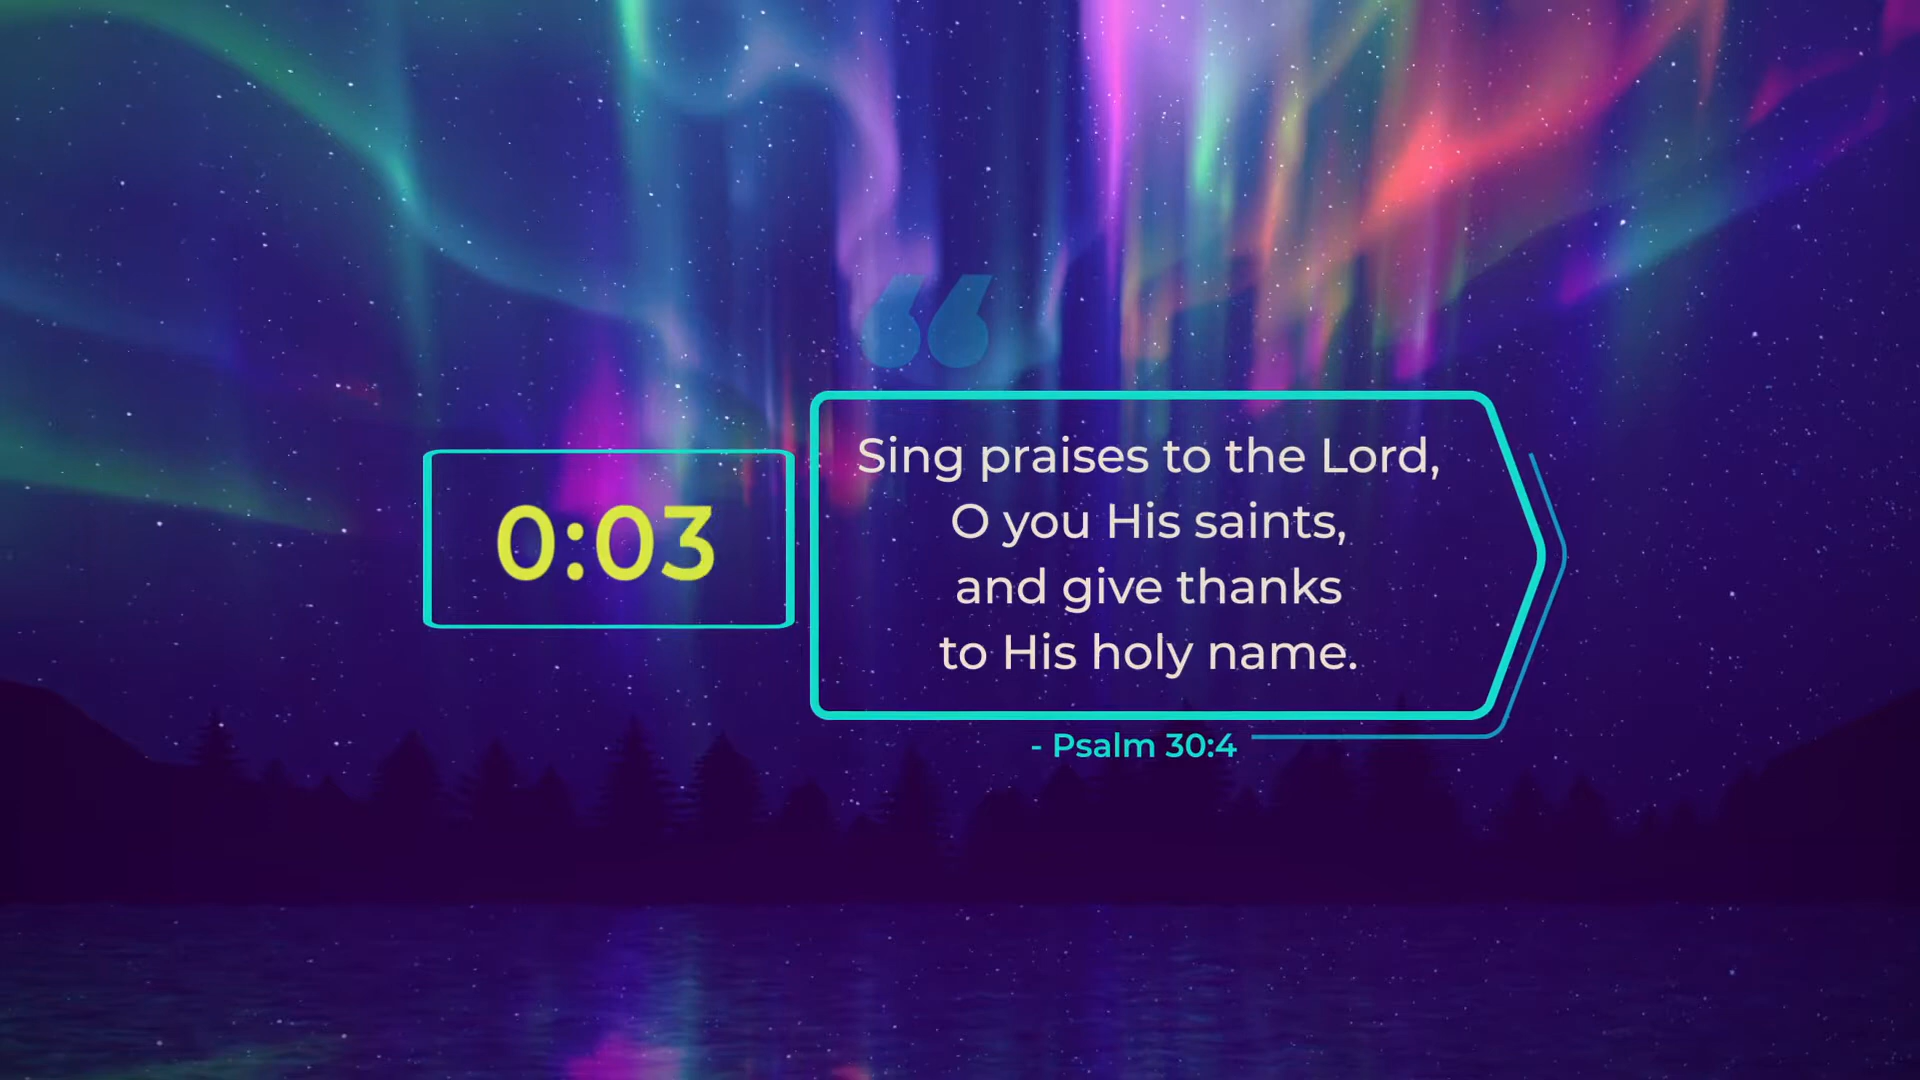 0:03
“
Sing praises to the Lord,
O you His saints,
and give thanks
to His holy name.
- Psalm 30:4